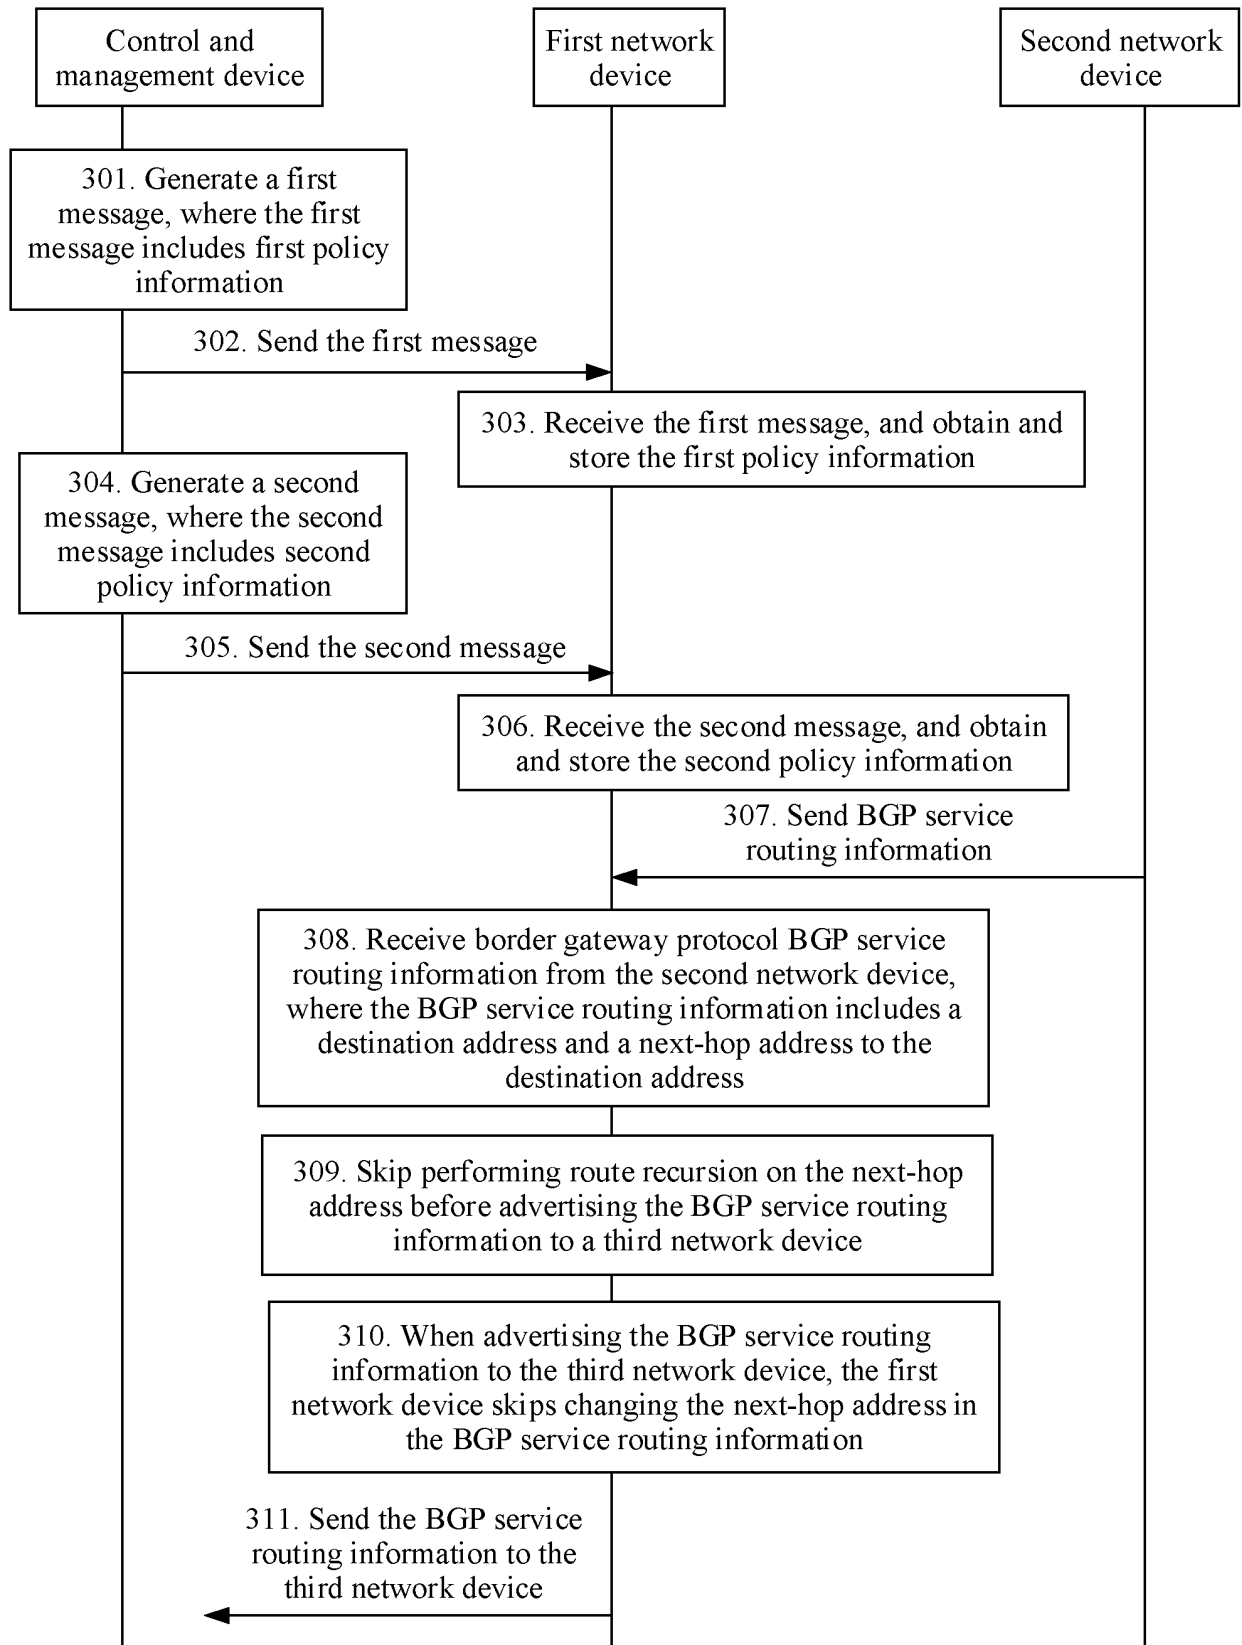 Control and
management device
First network
device
Second network
device
301. Generate a first
message, where the first
message includes first policy
information
302. Send the first message
303. Receive the first message, and obtain and
store the first policy information
304. Generate a second
message, where the second
message includes second
policy information
305. Send the second message
306. Receive the second message, and obtain
and store the second policy information
307. Send BGP service
routing information
308. Receive border gateway protocol BGP service
routing information from the second network device,
where the BGP service routing information includes a
destination address and a next-hop address to the
destination address
309. Skip performing route recursion on the next-hop
address before advertising the BGP service routing
information to a third network device
310. When advertising the BGP service routing
information to the third network device, the first
network device skips changing the next-hop address in
the BGP service routing information
311. Send the BGP service
routing information to the
third network device